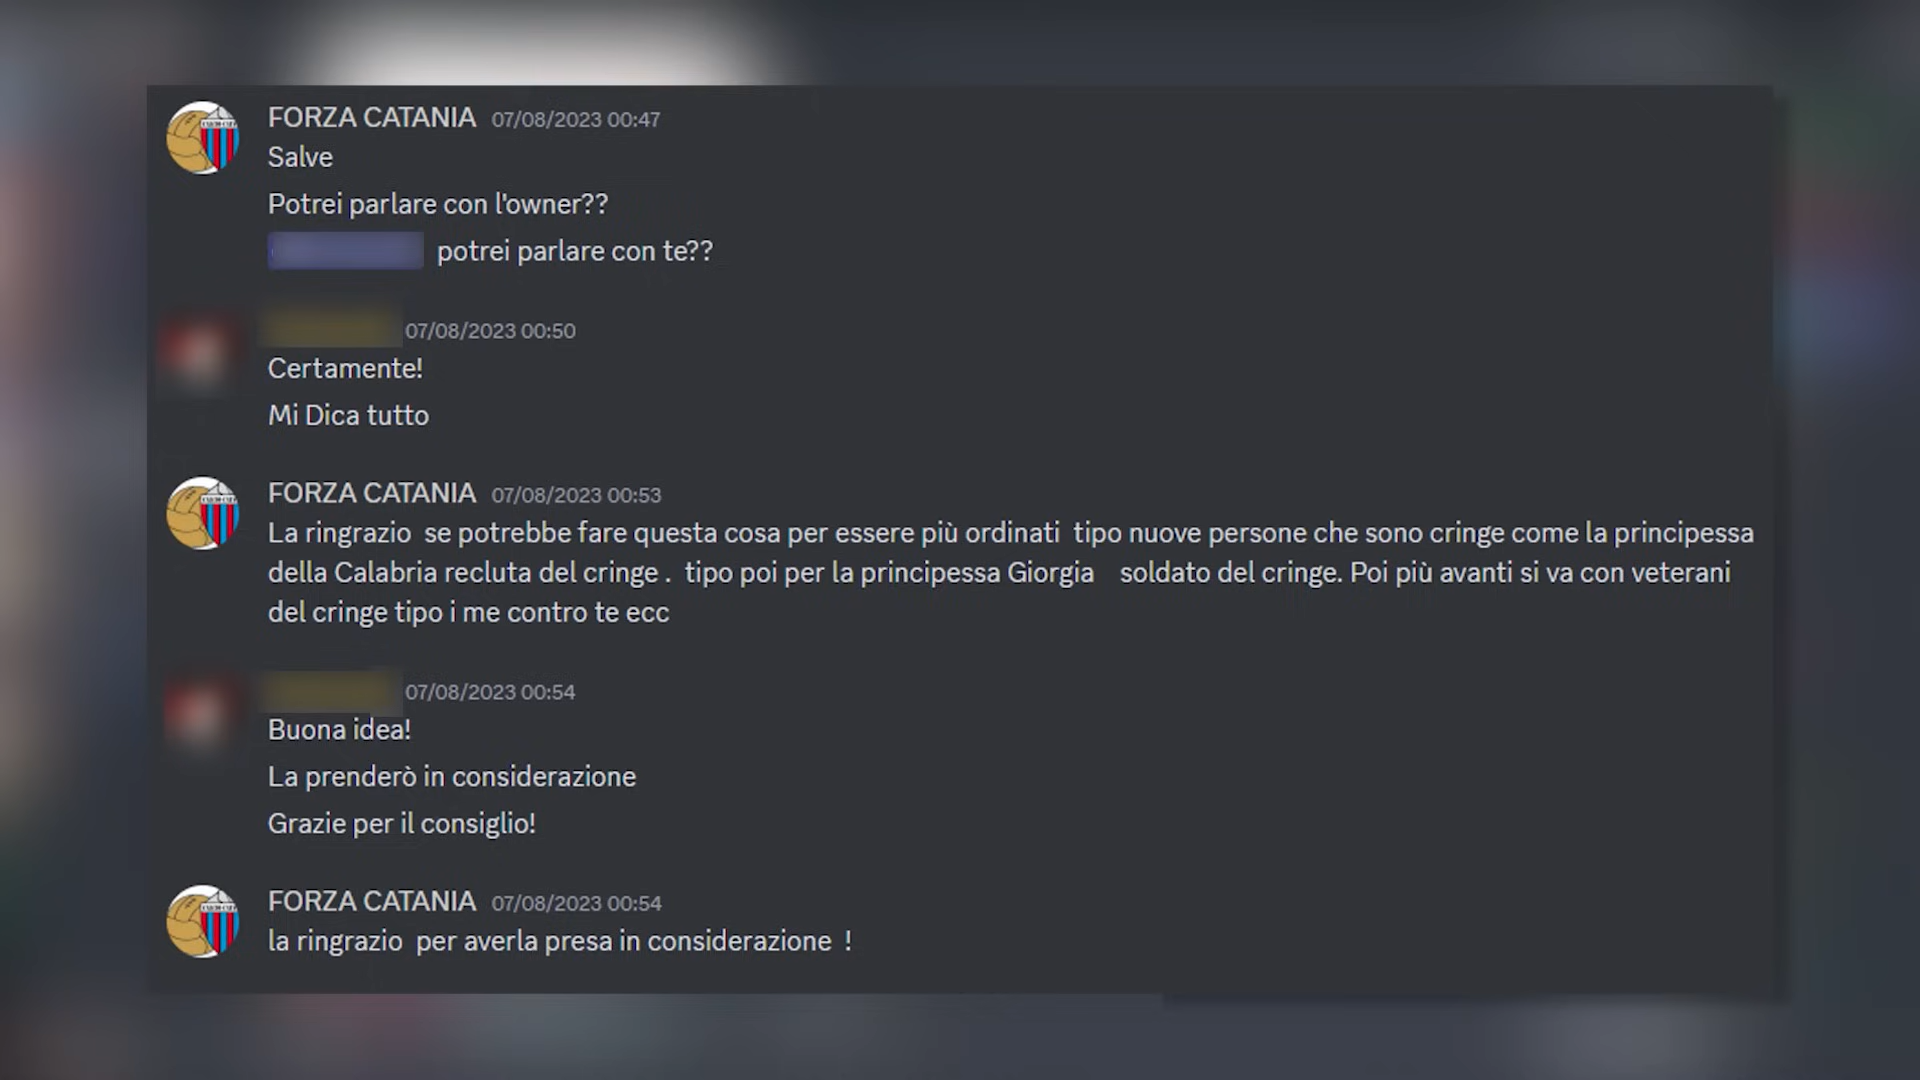 FORZA CATANIA 07/08/2023 00:47
Salve
Potrei parlare con l'owner??
potrei parlare con te??
07/08/2023 00:50
Certamente!
Mi Dica tutto
FORZA CATANIA 07/08/2023 00:53
La ringrazio se potrebbe fare questa cosa per essere più ordinati tipo nuove persone che sono cringe come la principessa
della Calabria recluta del cringe . tipo poi per la principessa Giorgia soldato del cringe. Poi più avanti si va con veterani
del cringe tipo i me contro te ecc
07/08/2023 00:54
Buona idea!
La prenderò in considerazione
Grazie per il consiglio!
FORZA CATANIA 07/08/2023 00:54
la ringrazio per averla presa in considerazione !